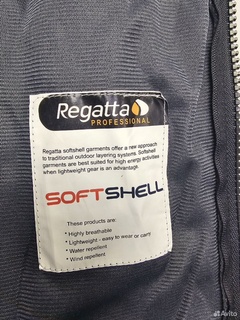 Regatta
PROFESSIONAL
Regatta softshell garments offer a new approach
to traditional outdoor layering systems. Softshell
garments are best suited for high energy activities
when lightweight gear is an advantage.
SOFTSHELL
These products are:
• Highly breathable
• Lightweight - easy to wear or carry
• Water repellent
• Wind repellent
Avito